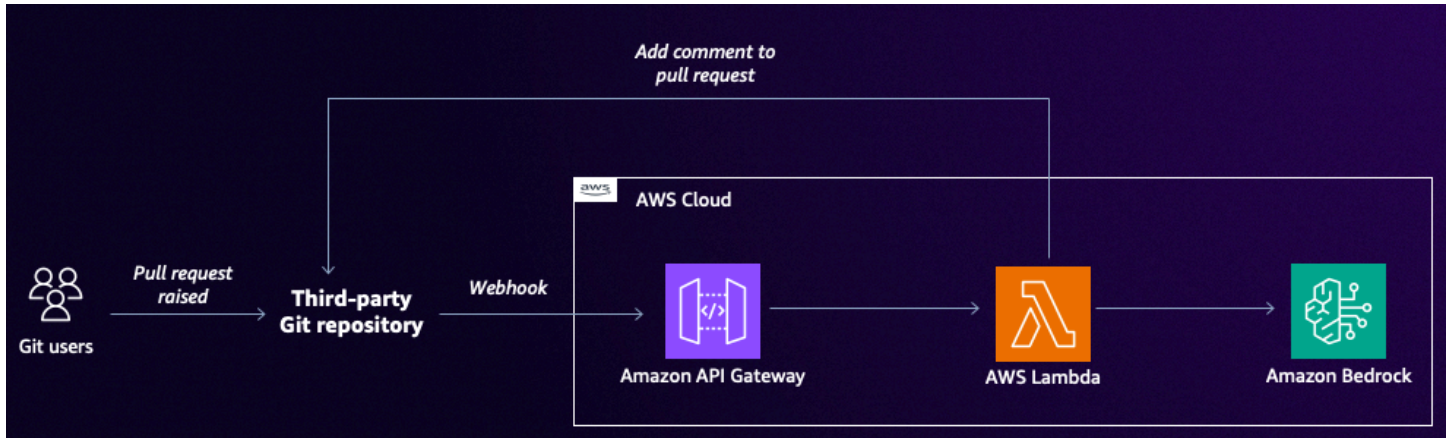 Add comment to
pull request
aws
AWS Cloud
Pull request
raised
Webhook
Third-party
Git repository
</>
Git users
Amazon API Gateway
AWS Lambda
Amazon Bedrock